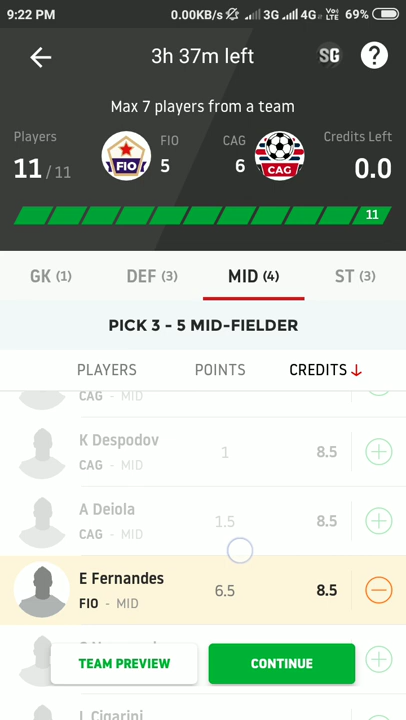 9:22 PM 0.00KB/s 3G 4G VoLTE 69%
3h 37m left SG ?
Max 7 players from a team
Players FIO CAG Credits Left
11 / 11 FIO 5 6 CAG 0.0
11
GK (1) DEF (3) MID (4) ST (3)
PICK 3 - 5 MID-FIELDER
PLAYERS POINTS CREDITS↓
CAG - MID
K Despodov 1 8.5
CAG - MID
A Deiola 1.5 8.5
CAG - MID
E Fernandes 6.5 8.5
FIO - MID
TEAM PREVIEW CONTINUE
L Cigarini